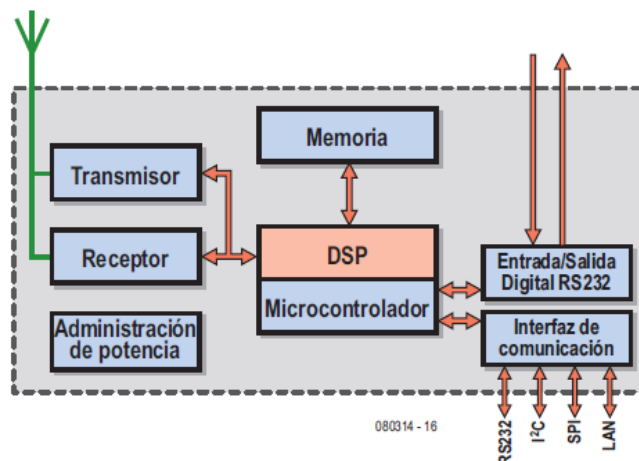 Memoria
Transmisor
DSP
Receptor
Entrada/Salida
Digital RS232
Microcontrolador
Administración
de potencia
Interfaz de
comunicación
080314 - 16
RS232
I²C
SPI
LAN